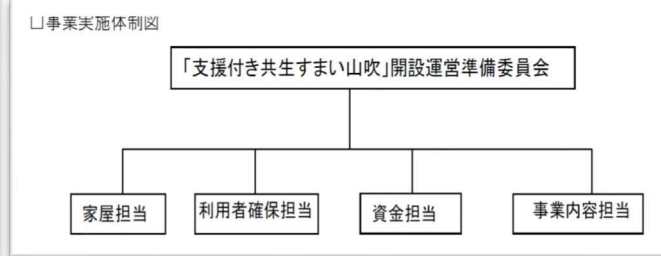 □事業実施体制図
「支援付き共生すまい山吹」開設運営準備委員会
家屋担当
利用者確保担当
資金担当
事業内容担当